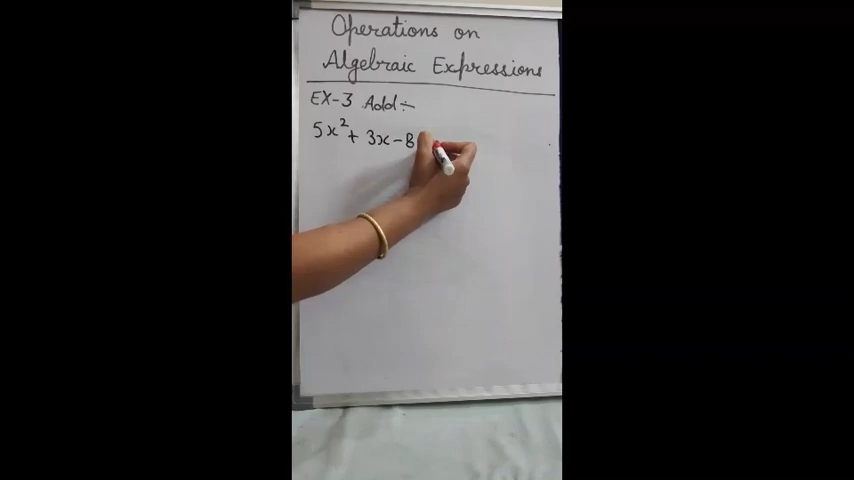 Operations on
Algebraic Expressions
EX-3 Add÷
5x² + 3x - 8